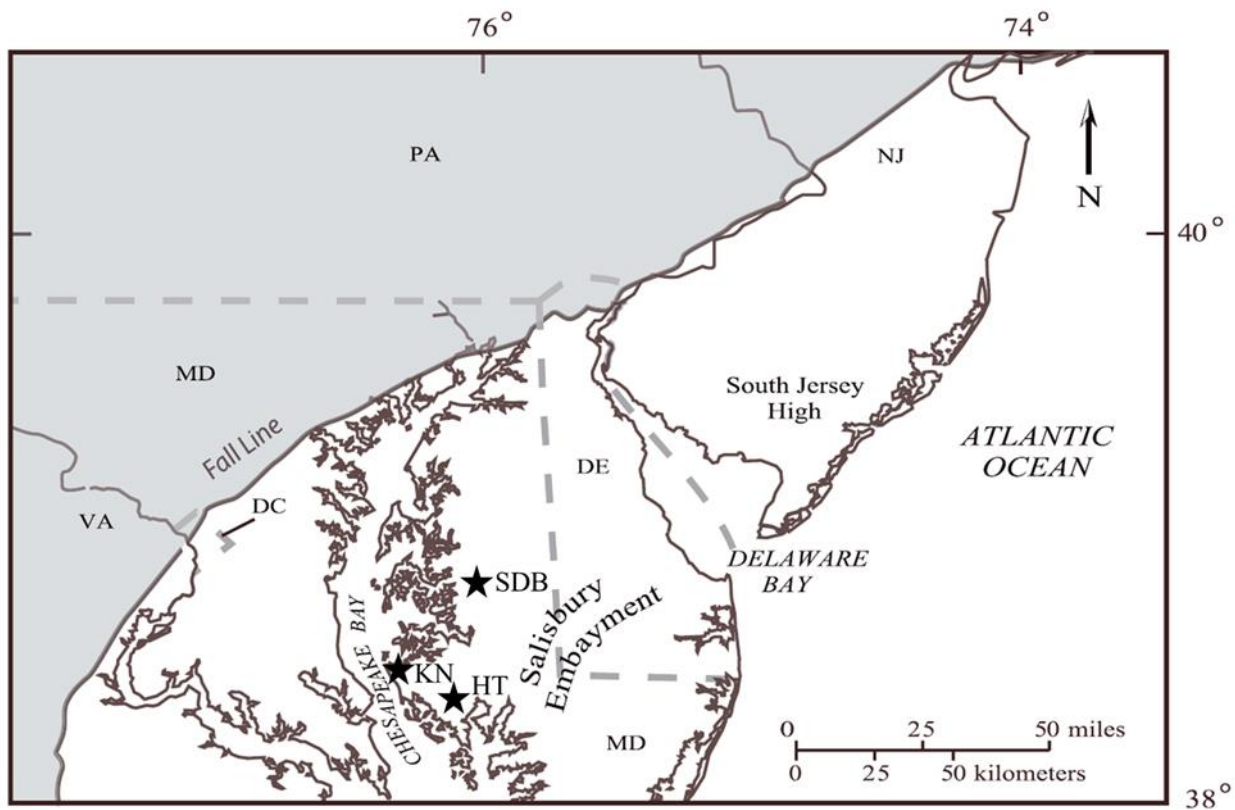 76°
74°
PA
NJ
N
40°
MD
South Jersey
High
Fall Line
ATLANTIC
OCEAN
DE
VA
DC
DELAWARE
BAY
SDB
Salisbury
Embayment
CHESAPEAKE BAY
KN
HT
MD
0 25 50 miles
0 25 50 kilometers
38°